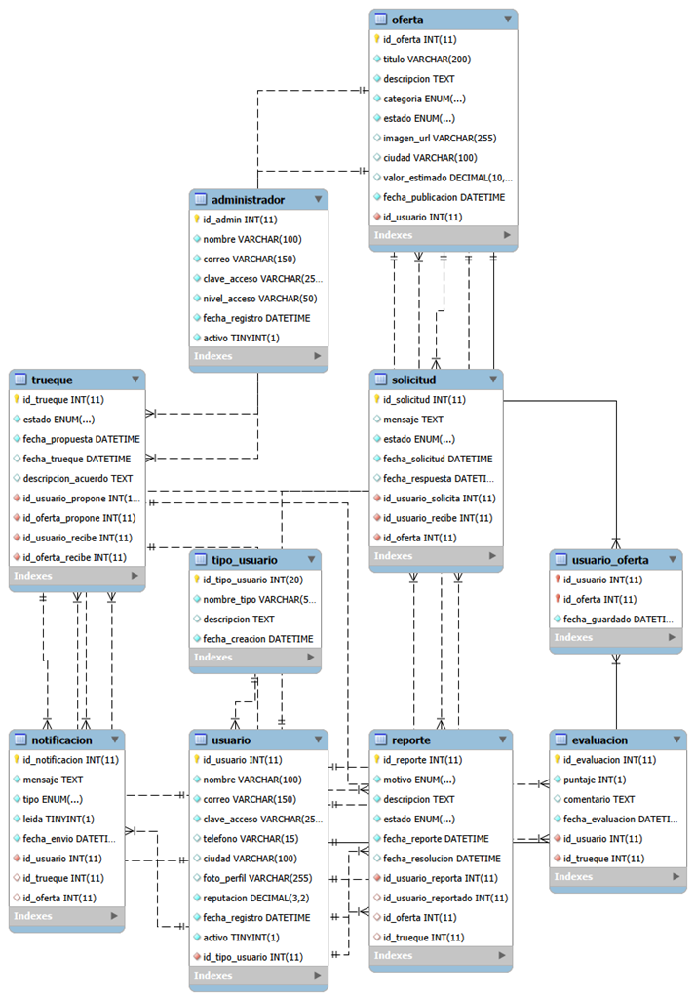 oferta
id_oferta INT(11)
titulo VARCHAR(200)
descripcion TEXT
categoria ENUM(...)
estado ENUM(...)
imagen_url VARCHAR(255)
ciudad VARCHAR(100)
valor_estimado DECIMAL(10,...
fecha_publicacion DATETIME
id_usuario INT(11)
Indexes
administrador
id_admin INT(11)
nombre VARCHAR(100)
correo VARCHAR(150)
clave_acceso VARCHAR(25...
nivel_acceso VARCHAR(50)
fecha_registro DATETIME
activo TINYINT(1)
Indexes
trueque
id_trueque INT(11)
estado ENUM(...)
fecha_propuesta DATETIME
fecha_trueque DATETIME
descripcion_acuerdo TEXT
id_usuario_propone INT(1...
id_oferta_propone INT(11)
id_usuario_recibe INT(11)
id_oferta_recibe INT(11)
Indexes
solicitud
id_solicitud INT(11)
mensaje TEXT
estado ENUM(...)
fecha_solicitud DATETIME
fecha_respuesta DATETI...
id_usuario_solicita INT(11)
id_usuario_recibe INT(11)
id_oferta INT(11)
Indexes
tipo_usuario
id_tipo_usuario INT(20)
nombre_tipo VARCHAR(5...
descripcion TEXT
fecha_creacion DATETIME
Indexes
usuario_oferta
id_usuario INT(11)
id_oferta INT(11)
fecha_guardado DATETI...
Indexes
notificacion
id_notificacion INT(11)
mensaje TEXT
tipo ENUM(...)
leida TINYINT(1)
fecha_envio DATETI...
id_usuario INT(11)
id_trueque INT(11)
id_oferta INT(11)
Indexes
usuario
id_usuario INT(11)
nombre VARCHAR(100)
correo VARCHAR(150)
clave_acceso VARCHAR(25...
telefono VARCHAR(15)
ciudad VARCHAR(100)
foto_perfil VARCHAR(255)
reputacion DECIMAL(3,2)
fecha_registro DATETIME
activo TINYINT(1)
id_tipo_usuario INT(11)
Indexes
reporte
id_reporte INT(11)
motivo ENUM(...)
descripcion TEXT
estado ENUM(...)
fecha_reporte DATETIME
fecha_resolucion DATETIME
id_usuario_reporta INT(11)
id_usuario_reportado INT(11)
id_oferta INT(11)
id_trueque INT(11)
Indexes
evaluacion
id_evaluacion INT(11)
puntaje INT(1)
comentario TEXT
fecha_evaluacion DATETI...
id_usuario INT(11)
id_trueque INT(11)
Indexes